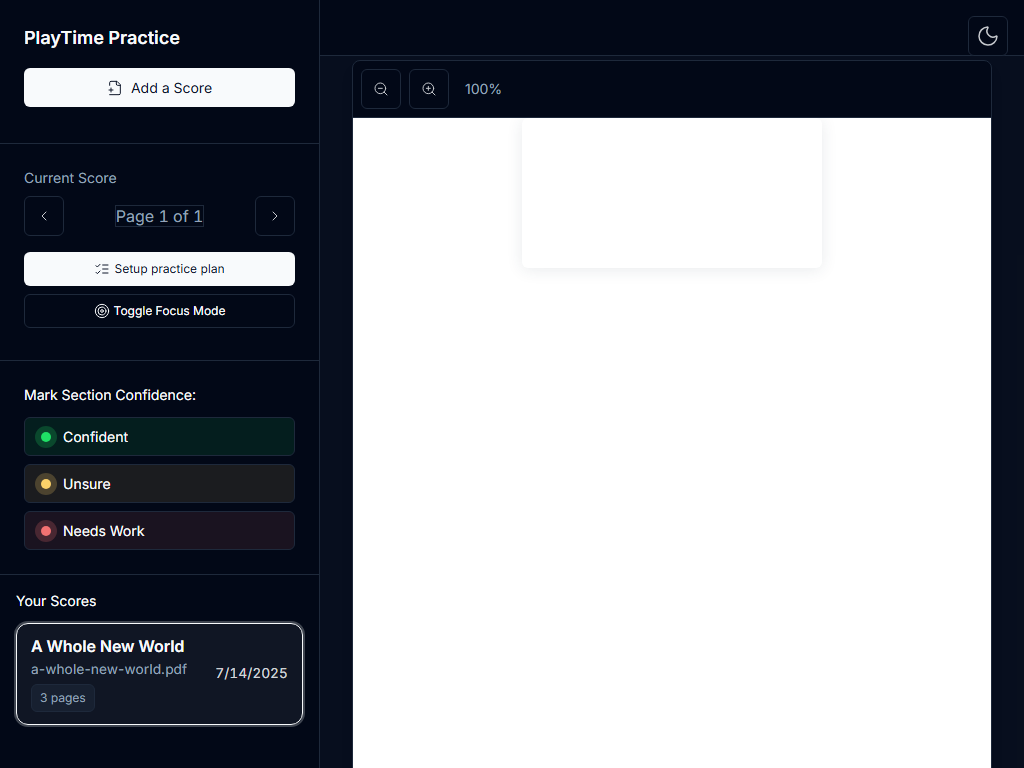 PlayTime Practice
Add a Score
100%
Current Score
Page 1 of 1
Setup practice plan
Toggle Focus Mode
Mark Section Confidence:
Confident
Unsure
Needs Work
Your Scores
A Whole New World
a-whole-new-world.pdf
7/14/2025
3 pages